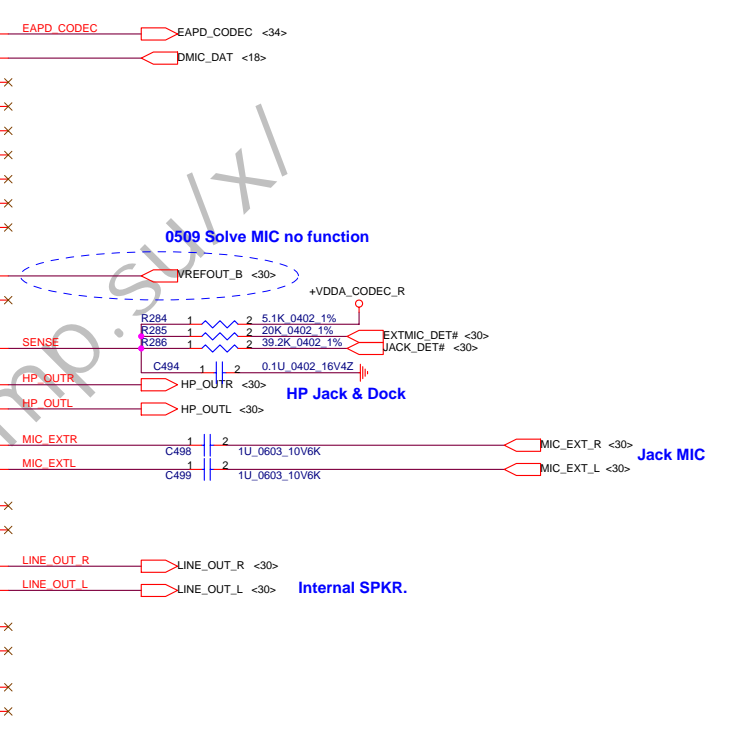 EAPD_CODEC EAPD_CODEC <34>
DMIC_DAT <18>
mp.su/x/
0509 Solve MIC no function
VREFOUT_B <30>
+VDDA_CODEC_R
R284 1 2 5.1K_0402_1%
R285 1 2 20K_0402_1% EXTMIC_DET# <30>
SENSE R286 1 2 39.2K_0402_1% JACK_DET# <30>
C494 1 2 0.1U_0402_16V4Z
HP_OUTR HP_OUTR <30>
HP Jack & Dock
HP_OUTL HP_OUTL <30>
MIC_EXTR 1 2 MIC_EXT_R <30>
C498 1U_0603_10V6K
Jack MIC
MIC_EXTL 1 2 MIC_EXT_L <30>
C499 1U_0603_10V6K
LINE_OUT_R LINE_OUT_R <30>
LINE_OUT_L LINE_OUT_L <30> Internal SPKR.